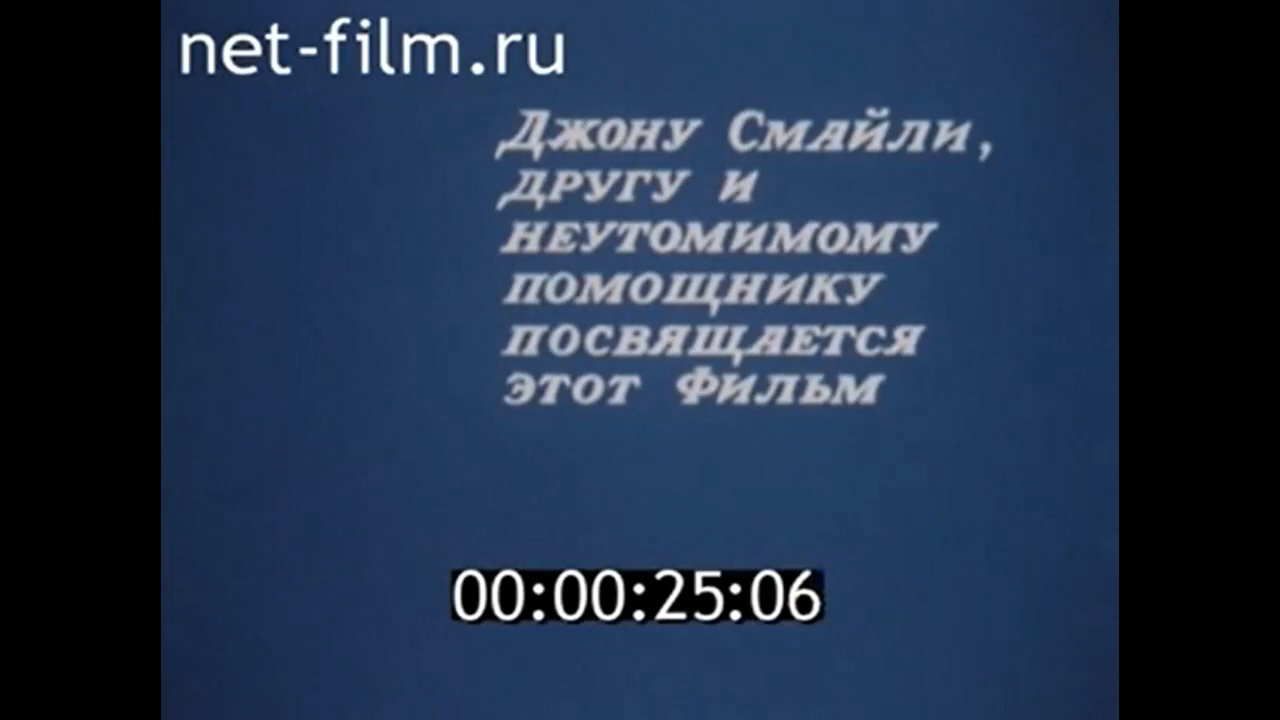 net-film.ru
Джону Смайли,
другу и
неутомимому
помощнику
посвящается
этот фильм
00:00:25:06